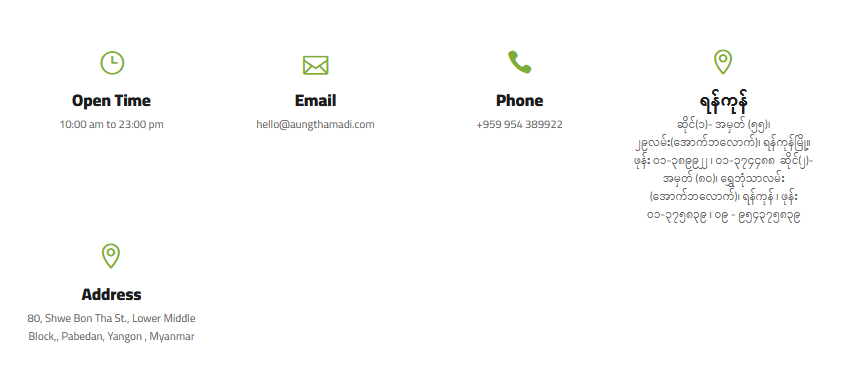 Open Time
10:00 am to 23:00 pm
Email
hello@aungthamadi.com
Phone
+959 954 389922
ရန်ကုန်
ဆိုင်(၁)- အမှတ် (၅၅)၊
၂၉လမ်း(အောက်ဘလောက်)၊ ရန်ကုန်မြို့။
ဖုန်း ၀၁-၃၈၉၉၂၂ ၊ ၀၁-၃၇၄၄၈၈ ဆိုင်(၂)-
အမှတ် (၈၀)၊ ရွှေဘုံသာလမ်း
(အောက်ဘလောက်)၊ ရန်ကုန် ၊ ဖုန်း
၀၁-၃၇၅၈၃၉ ၊ ၀၉ - ၉၅၄၃၇၅၈၃၉
Address
80, Shwe Bon Tha St., Lower Middle
Block,, Pabedan, Yangon , Myanmar